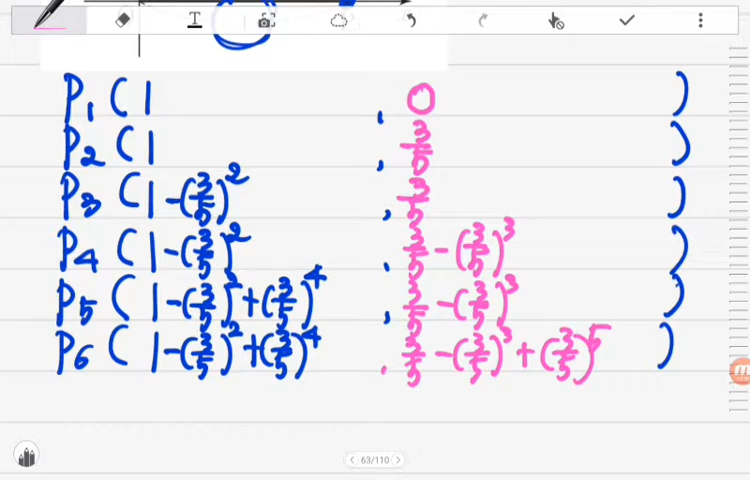 T
P₁ ( 1 , 0 )
P₂ ( 1 , 3/5 )
P₃ ( 1 - (3/5)² , 3/5 )
P₄ ( 1 - (3/5)² , 3/5 - (3/5)³ )
P₅ ( 1 - (3/5)² + (3/5)⁴ , 3/5 - (3/5)³ )
P₆ ( 1 - (3/5)² + (3/5)⁴ , 3/5 - (3/5)³ + (3/5)⁵ )
< 63/110 >